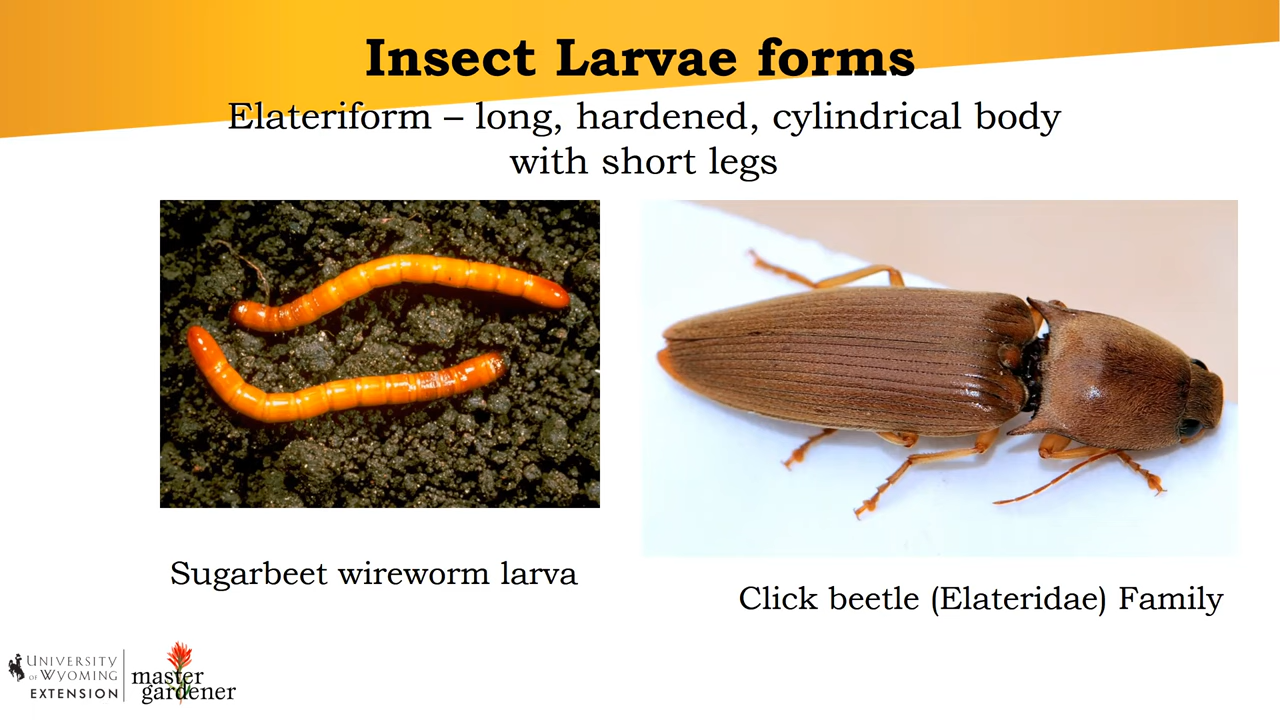 Insect Larvae forms
Elateriform – long, hardened, cylindrical body
with short legs
Sugarbeet wireworm larva
Click beetle (Elateridae) Family
UNIVERSITY
OF WYOMING
EXTENSION
master
gardener